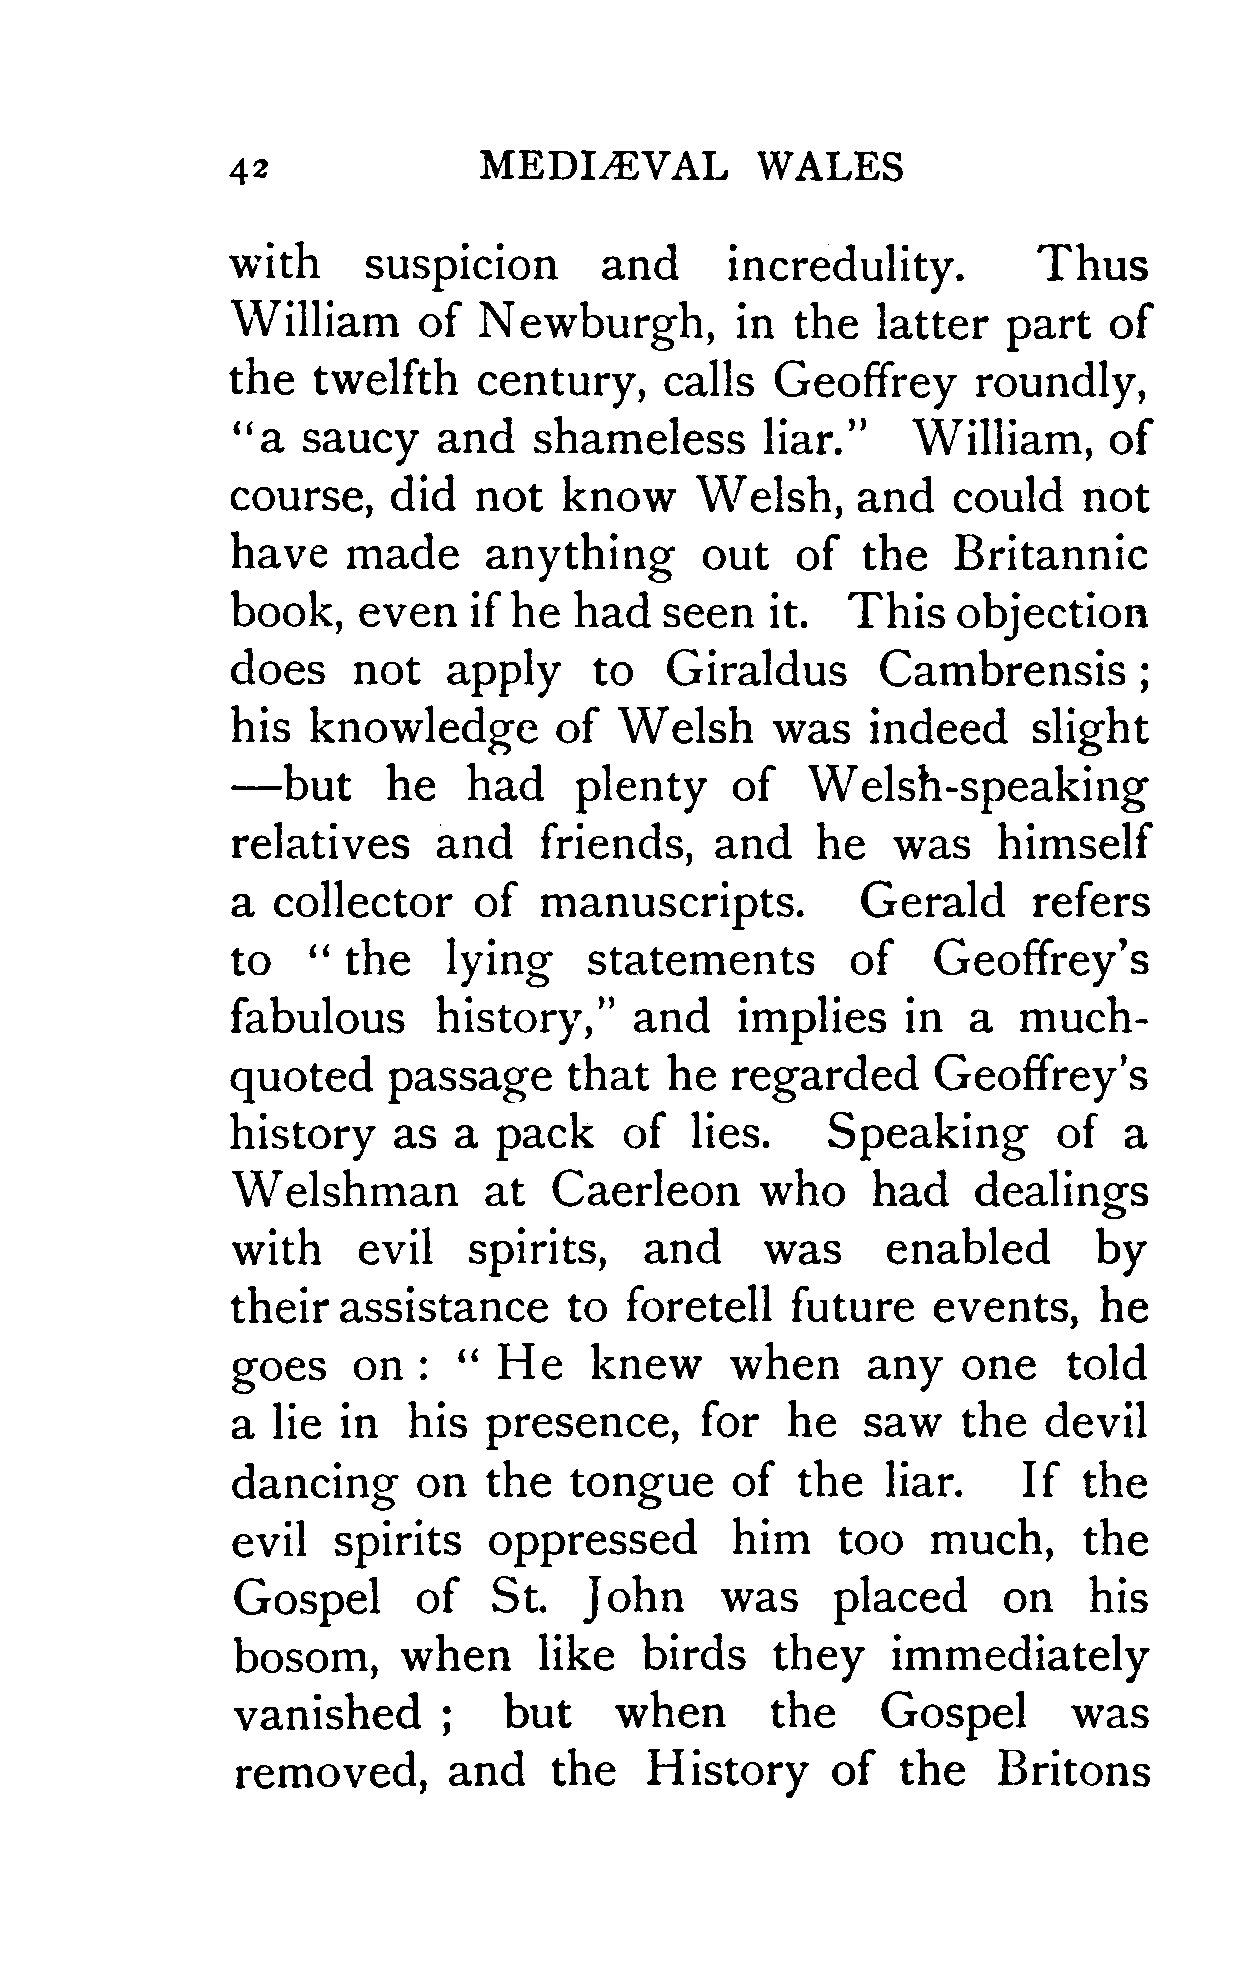 42 MEDIÆVAL WALES
with suspicion and incredulity. Thus
William of Newburgh, in the latter part of
the twelfth century, calls Geoffrey roundly,
"a saucy and shameless liar." William, of
course, did not know Welsh, and could not
have made anything out of the Britannic
book, even if he had seen it. This objection
does not apply to Giraldus Cambrensis ;
his knowledge of Welsh was indeed slight
—but he had plenty of Welsh-speaking
relatives and friends, and he was himself
a collector of manuscripts. Gerald refers
to " the lying statements of Geoffrey's
fabulous history," and implies in a much-
quoted passage that he regarded Geoffrey's
history as a pack of lies. Speaking of a
Welshman at Caerleon who had dealings
with evil spirits, and was enabled by
their assistance to foretell future events, he
goes on : " He knew when any one told
a lie in his presence, for he saw the devil
dancing on the tongue of the liar. If the
evil spirits oppressed him too much, the
Gospel of St. John was placed on his
bosom, when like birds they immediately
vanished ; but when the Gospel was
removed, and the History of the Britons